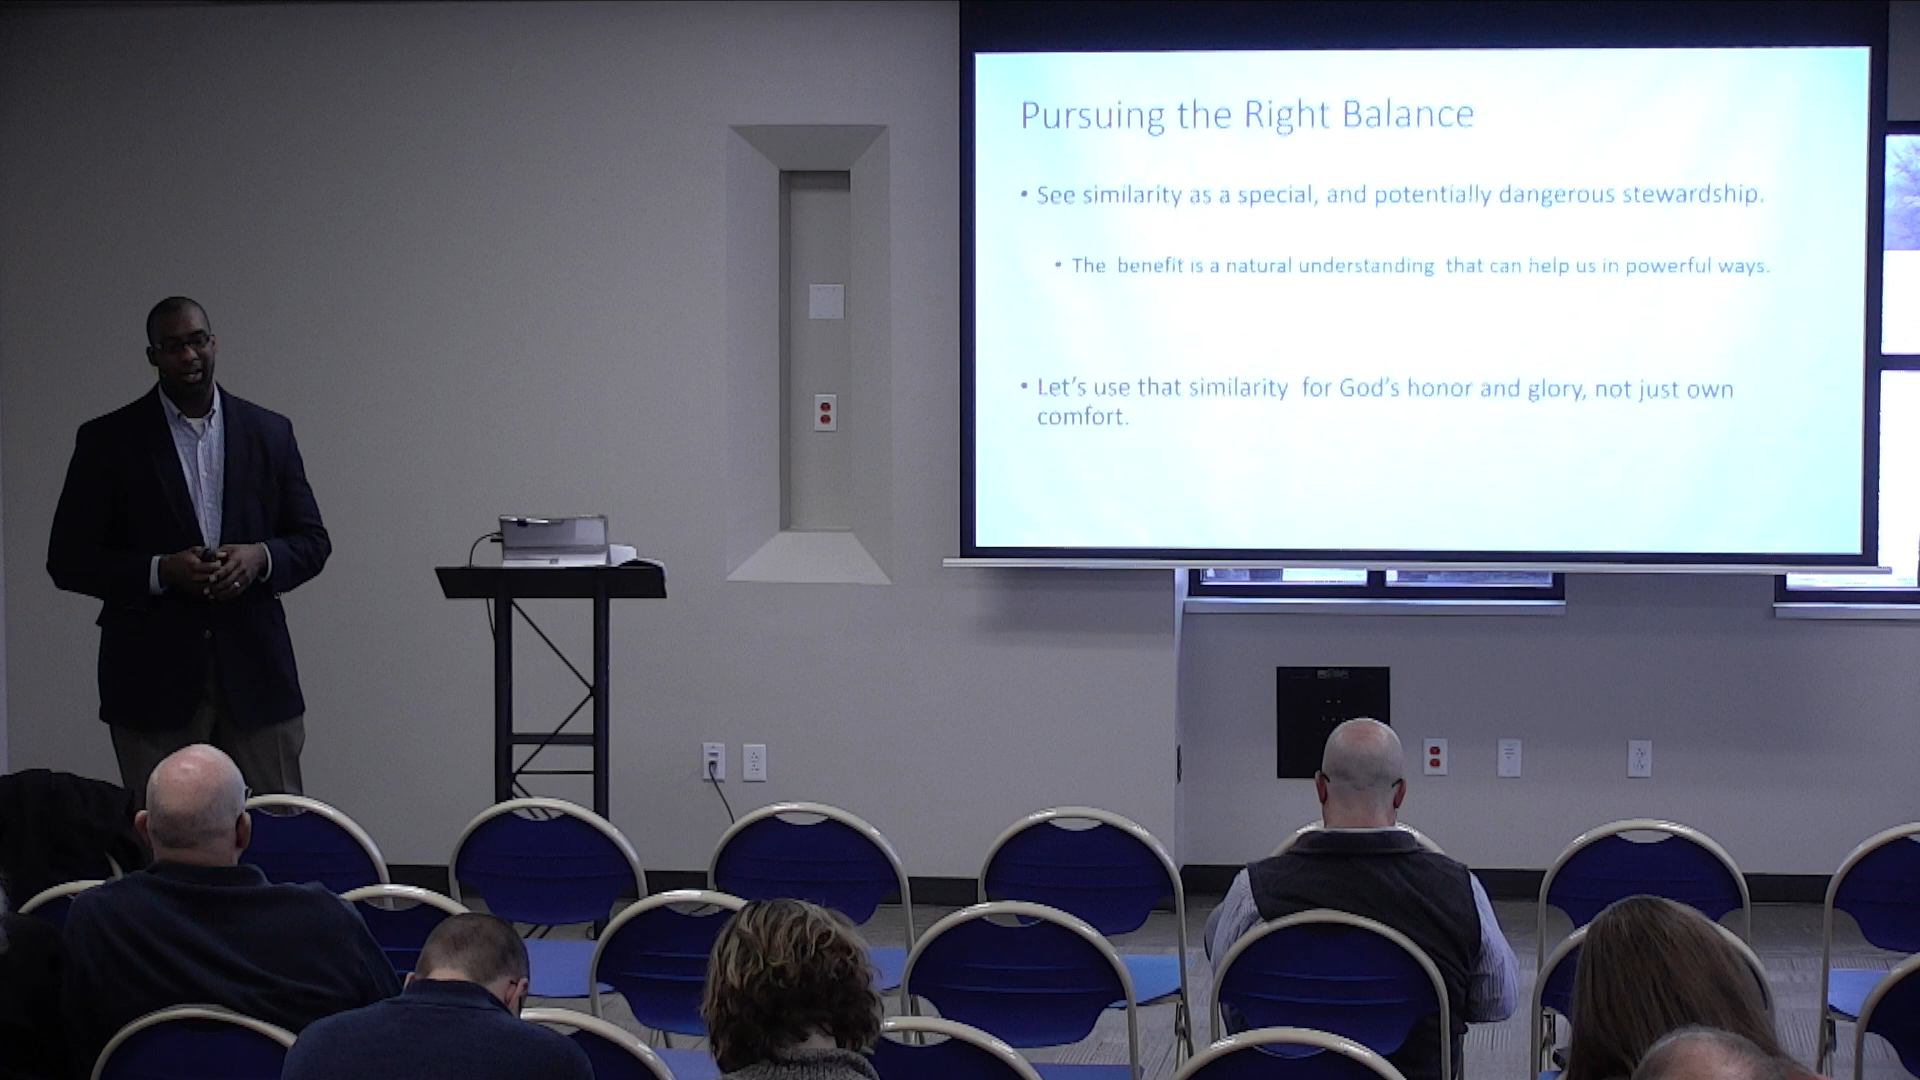 Pursuing the Right Balance
• See similarity as a special, and potentially dangerous stewardship.
• The benefit is a natural understanding that can help us in powerful ways.
• Let's use that similarity for God's honor and glory, not just own
comfort.